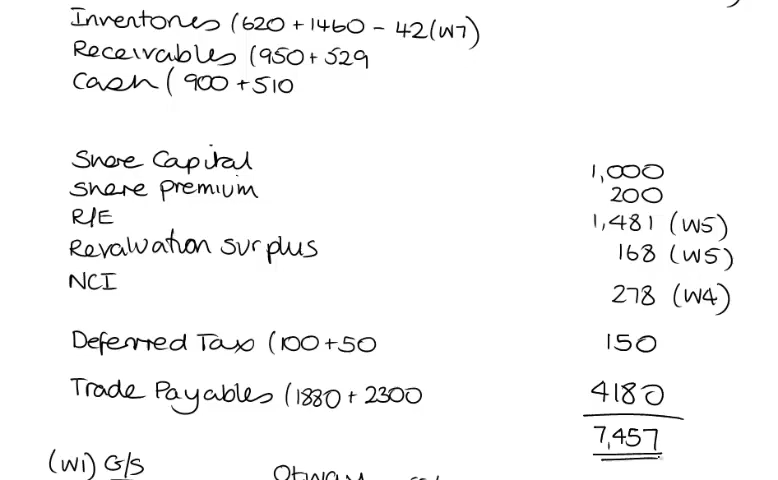 Inventories (620 + 1460 - 42 (W7)
Receivables (950 + 529
Cash ( 900 + 510
Share Capital 1,000
Share premium 200
R/E 1,481 (W5)
Revaluation surplus 168 (W5)
NCI 278 (W4)
Deferred Tax (100 + 50 150
Trade Payables (1880 + 2300 4180
7,457
(W1) G/S